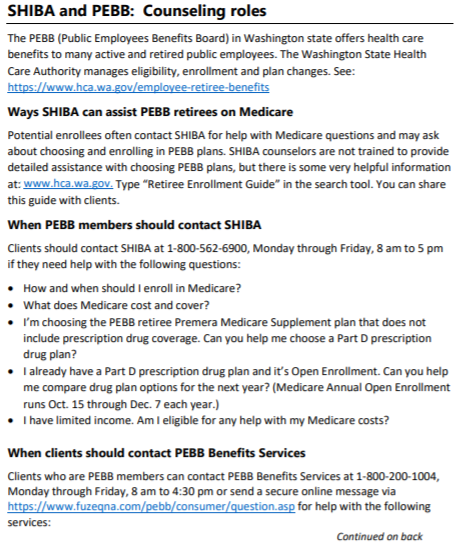 SHIBA and PEBB: Counseling roles
The PEBB (Public Employees Benefits Board) in Washington state offers health care
benefits to many active and retired public employees. The Washington State Health
Care Authority manages eligibility, enrollment and plan changes. See:
https://www.hca.wa.gov/employee-retiree-benefits
Ways SHIBA can assist PEBB retirees on Medicare
Potential enrollees often contact SHIBA for help with Medicare questions and may ask
about choosing and enrolling in PEBB plans. SHIBA counselors are not trained to provide
detailed assistance with choosing PEBB plans, but there is some very helpful information
at: www.hca.wa.gov. Type “Retiree Enrollment Guide” in the search tool. You can share
this guide with clients.
When PEBB members should contact SHIBA
Clients should contact SHIBA at 1-800-562-6900, Monday through Friday, 8 am to 5 pm
if they need help with the following questions:
• How and when should I enroll in Medicare?
• What does Medicare cost and cover?
• I’m choosing the PEBB retiree Premera Medicare Supplement plan that does not
include prescription drug coverage. Can you help me choose a Part D prescription
drug plan?
• I already have a Part D prescription drug plan and it’s Open Enrollment. Can you help
me compare drug plan options for the next year? (Medicare Annual Open Enrollment
runs Oct. 15 through Dec. 7 each year.)
• I have limited income. Am I eligible for any help with my Medicare costs?
When clients should contact PEBB Benefits Services
Clients who are PEBB members can contact PEBB Benefits Services at 1-800-200-1004,
Monday through Friday, 8 am to 4:30 pm or send a secure online message via
https://www.fuzeqna.com/pebb/consumer/question.asp for help with the following
services:
Continued on back